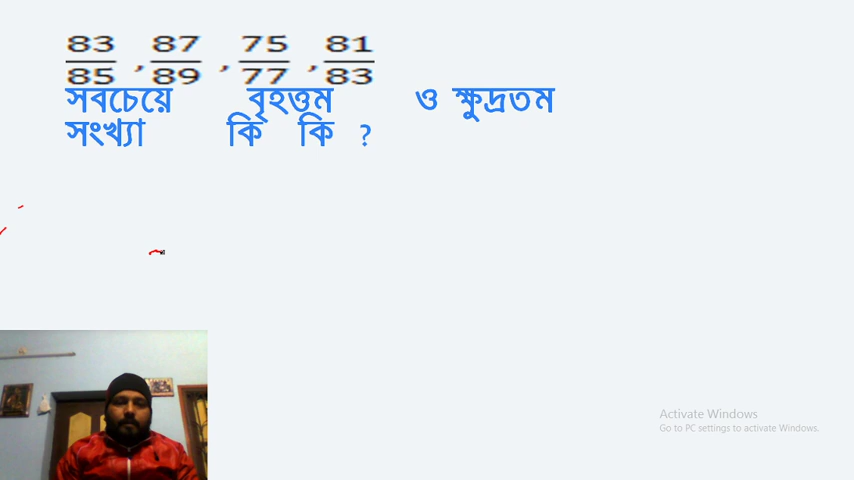 83/85 , 87/89 , 75/77 , 81/83
সবচেয়ে বৃহত্তম ও ক্ষুদ্রতম
সংখ্যা কি কি ?
Activate Windows
Go to PC settings to activate Windows.